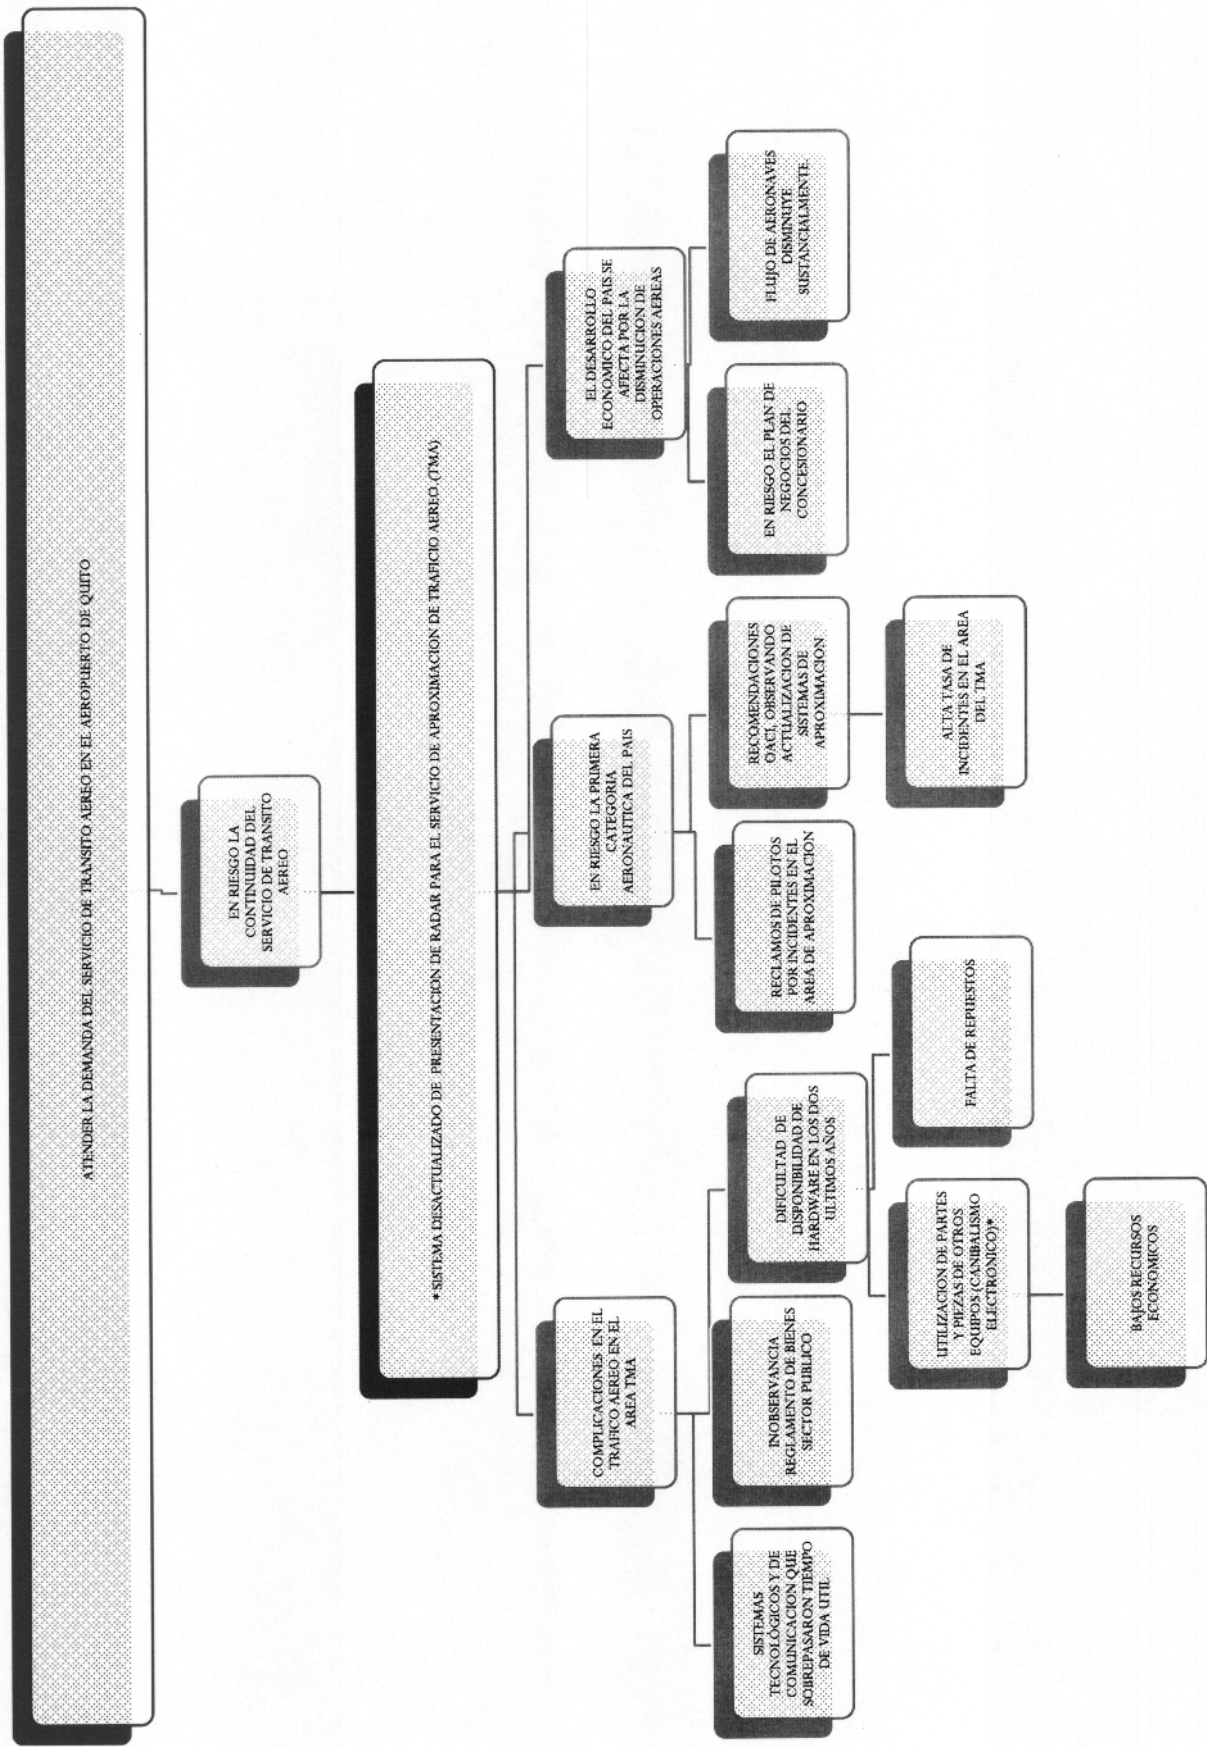 ATENDER LA DEMANDA DEL SERVICIO DE TRANSITO AEREO EN EL AEROPUERTO DE QUITO
EN RIESGO LA
CONTINUIDAD DEL
SERVICIO DE TRANSITO
AEREO
*SISTEMA DESACTUALIZADO DE PRESENTACION DE RADAR PARA EL SERVICIO DE APROXIMACION DE TRAFICIO AEREO.(TMA)
COMPLICACIONES EN EL
TRAFICO AEREO EN EL
AREA TMA
EN RIESGO LA PRIMERA
CATEGORIA
AERONAUTICA DEL PAIS
EL DESARROLLO
ECONOMICO DEL PAIS SE
AFECTA POR LA
DISMINUCION DE
OPERACIONES AEREAS
SISTEMAS
TECNOLÓGICOS Y DE
COMUNICACION QUE
SOBREPASARON TIEMPO
DE VIDA UTIL
INOBSERVANCIA
REGLAMENTO DE BIENES
SECTOR PUBLICO
DIFICULTAD DE
DISPONIBILIDAD DE
HARDWARE EN LOS DOS
ULTIMOS AÑOS
RECLAMOS DE PILOTOS
POR INCIDENTES EN EL
AREA DE APROXIMACION
RECOMENDACIONES
OACI, OBSERVANDO
ACTUALIZACION DE
SISTEMAS DE
APROXIMACION
EN RIESGO EL PLAN DE
NEGOCIOS DEL
CONCESIONARIO
FLUJO DE AERONAVES
DISMINUYE
SUSTANCIALMENTE.
UTILIZACION DE PARTES
Y PIEZAS DE OTROS
EQUIPOS (CANIBALISMO
ELECTRONICO)*
FALTA DE REPUESTOS
ALTA TASA DE
INCIDENTES EN EL AREA
DEL TMA
BAJOS RECURSOS
ECONOMICOS